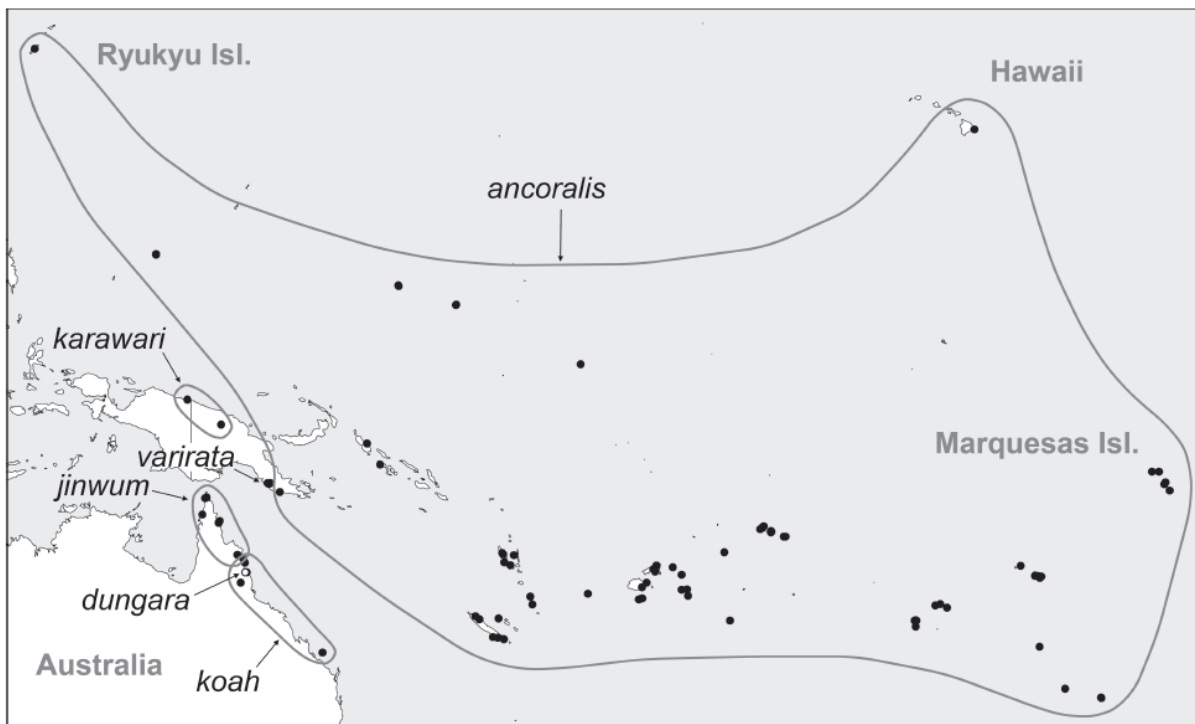 Ryukyu Isl.
Hawaii
ancoralis
karawari
Marquesas Isl.
varirata
jinwum
dungara
Australia
koah